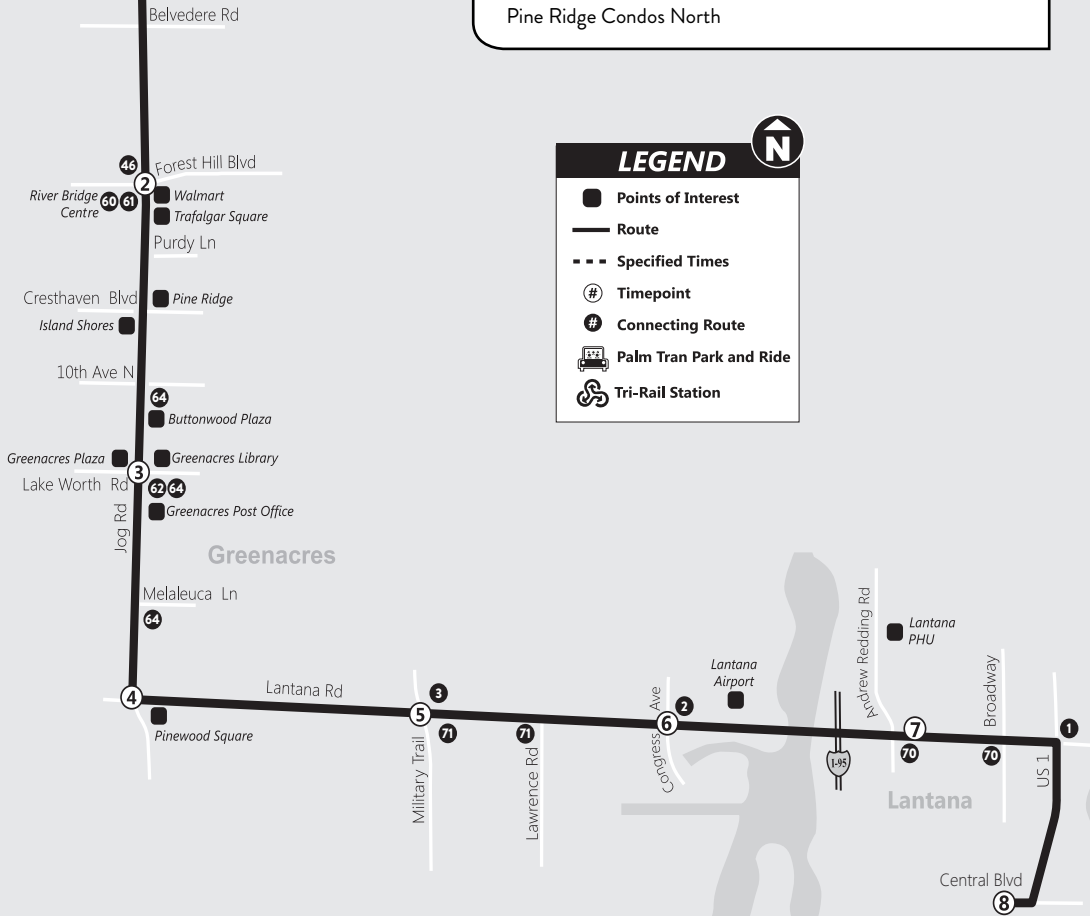 Belvedere Rd
Pine Ridge Condos North
N
LEGEND
Points of Interest
Route
Specified Times
# Timepoint
# Connecting Route
Palm Tran Park and Ride
Tri-Rail Station
46
Forest Hill Blvd
2
River Bridge
Centre
60 61
Walmart
Trafalgar Square
Purdy Ln
Cresthaven Blvd
Pine Ridge
Island Shores
10th Ave N
64
Buttonwood Plaza
Greenacres Plaza
Greenacres Library
3
Lake Worth Rd
62 64
Greenacres Post Office
Jog Rd
Greenacres
Melaleuca Ln
64
4
Pinewood Square
Lantana Rd
3
5
71
Military Trail
71
Lawrence Rd
2
6
Congress Ave
Lantana
Airport
I-95
Andrew Redding Rd
Lantana
PHU
7
70
Broadway
70
1
US 1
Lantana
Central Blvd
8